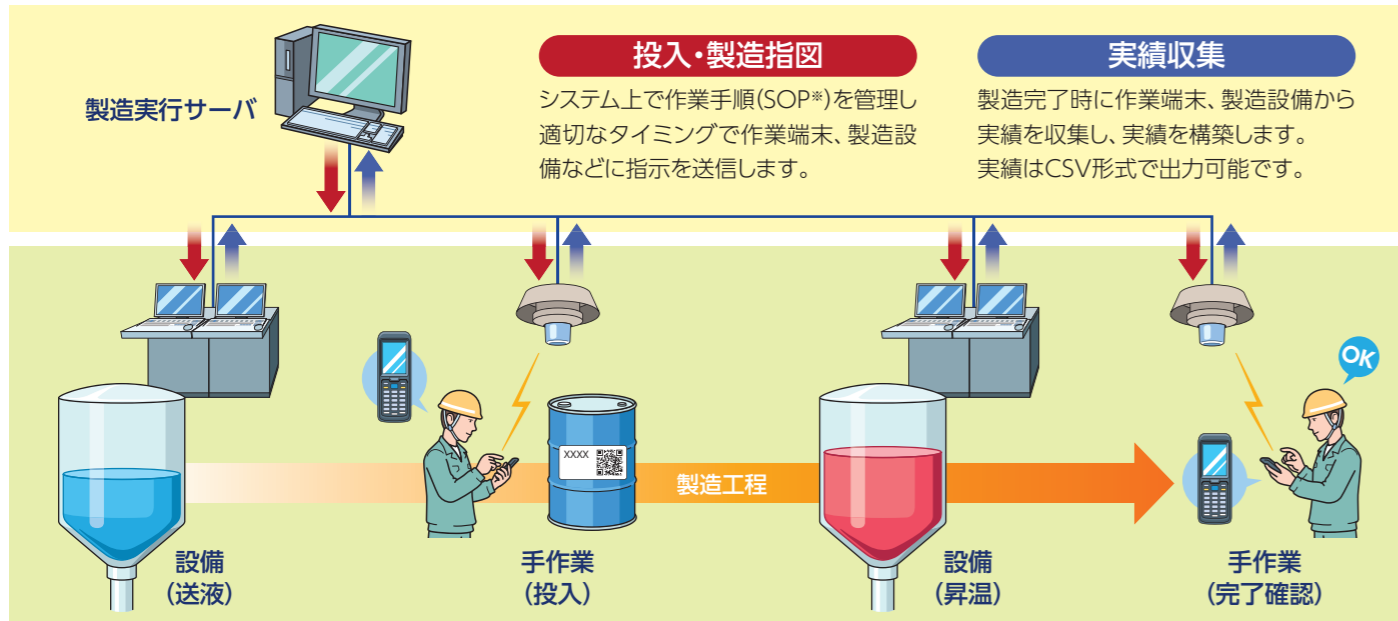 製造実行サーバ
投入・製造指図
システム上で作業手順(SOP※)を管理し
適切なタイミングで作業端末、製造設
備などに指示を送信します。
実績収集
製造完了時に作業端末、製造設備から
実績を収集し、実績を構築します。
実績はCSV形式で出力可能です。
OK
XXXX
製造工程
設備
(送液)
手作業
(投入)
設備
(昇温)
手作業
(完了確認)